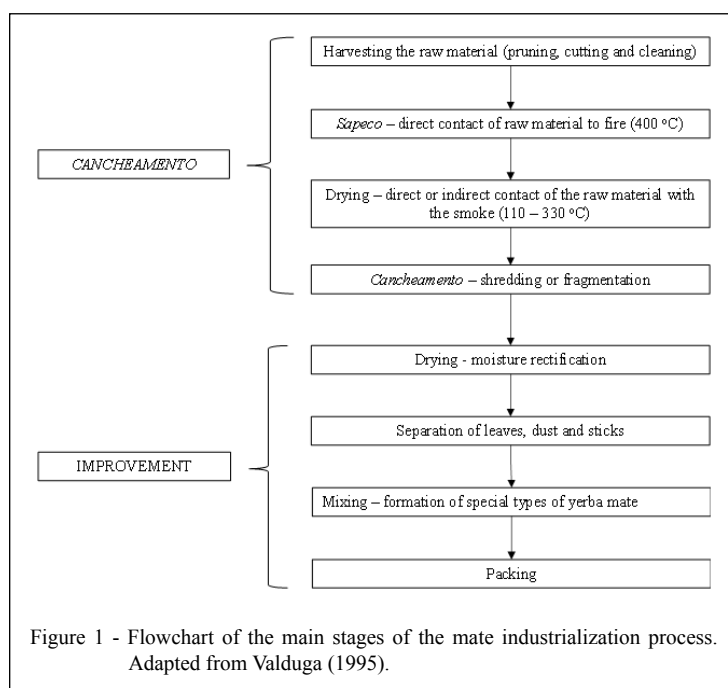 Harvesting the raw material (pruning, cutting and cleaning)
Sapeco – direct contact of raw material to fire (400 ºC)
CANCHEAMENTO
Drying – direct or indirect contact of the raw material with
the smoke (110 – 330 ºC)
Cancheamento – shredding or fragmentation
Drying - moisture rectification
Separation of leaves, dust and sticks
IMPROVEMENT
Mixing – formation of special types of yerba mate
Packing
Figure 1 - Flowchart of the main stages of the mate industrialization process.
Adapted from Valduga (1995).